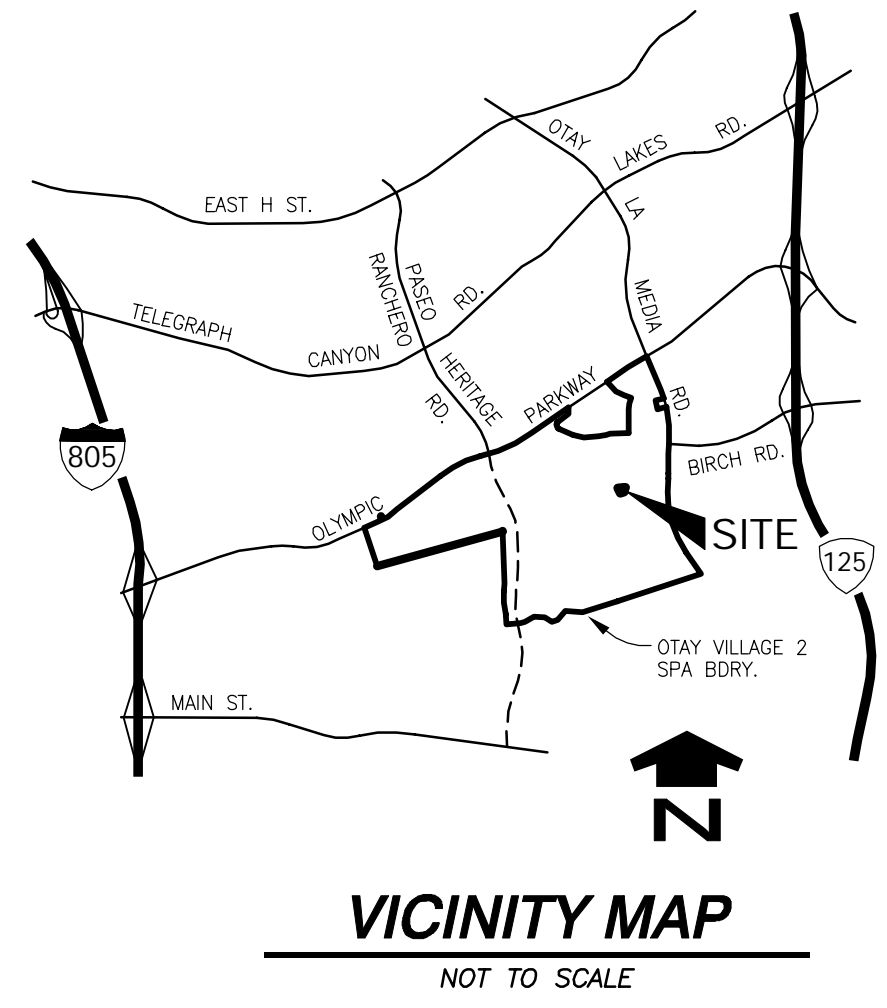 OTAY
LAKES
RD.
EAST H ST.
LA
PASEO
RANCHERO
RD.
MEDIA
TELEGRAPH
CANYON
HERITAGE
RD.
PARKWAY
RD.
805
BIRCH RD.
OLYMPIC
SITE
125
OTAY VILLAGE 2
SPA BDRY.
MAIN ST.
N
VICINITY MAP
NOT TO SCALE